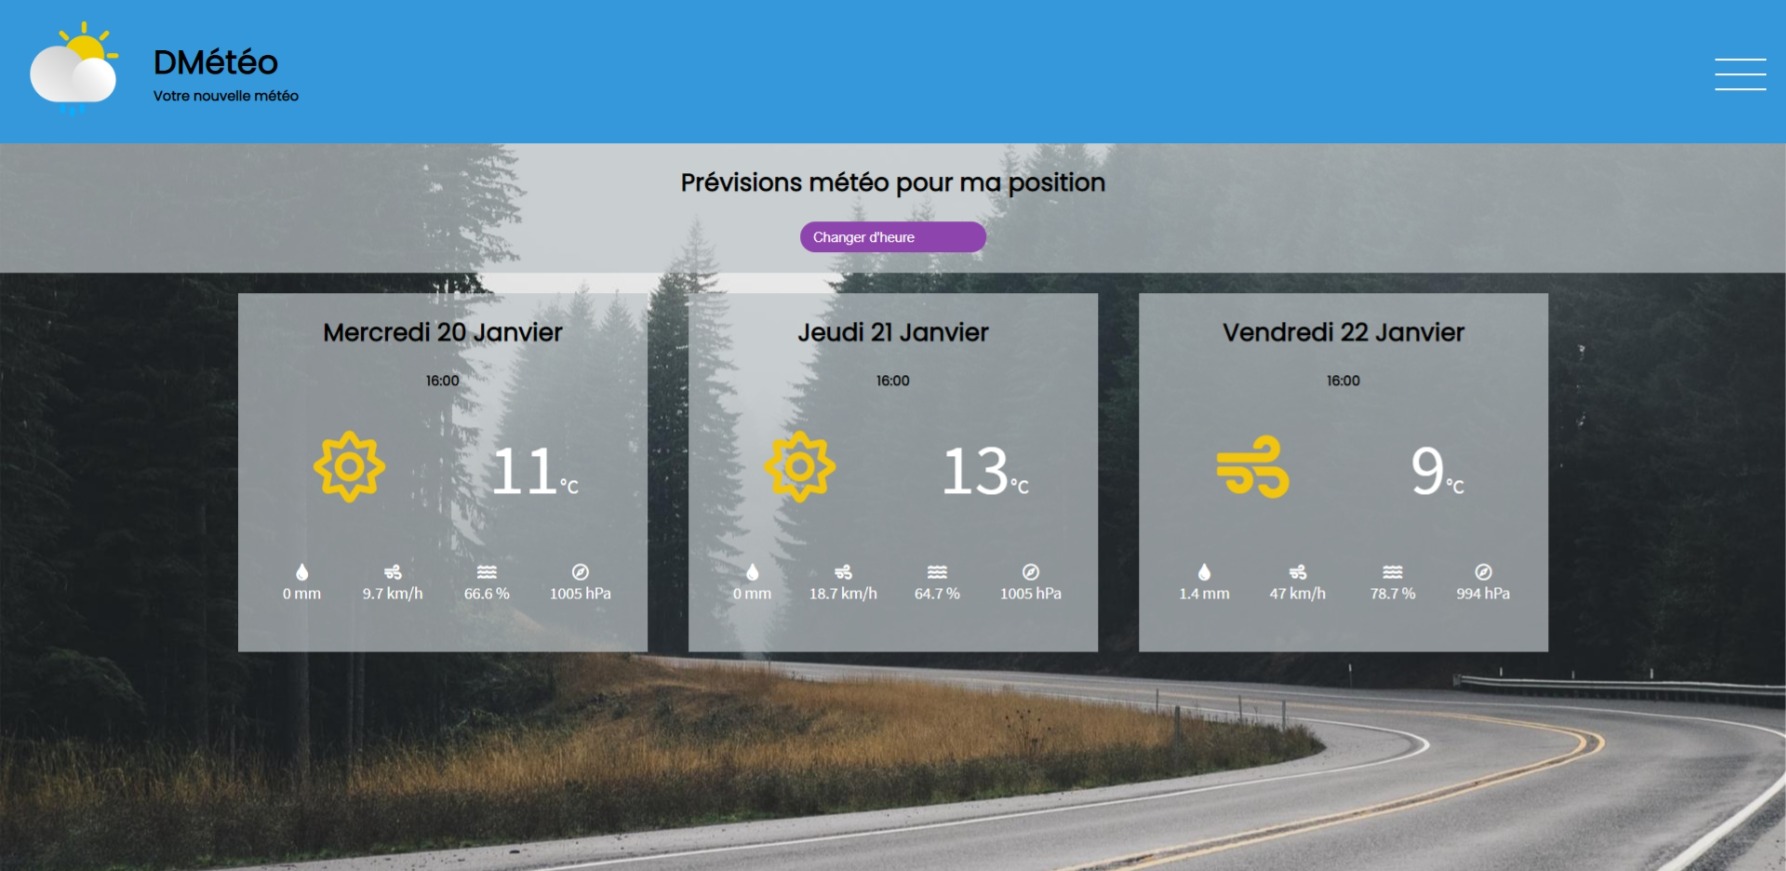 DMétéo
Votre nouvelle météo
Prévisions météo pour ma position
Changer d'heure
Mercredi 20 Janvier
16:00
11°C
0 mm 9.7 km/h 66.6 % 1005 hPa
Jeudi 21 Janvier
16:00
13°C
0 mm 18.7 km/h 64.7 % 1005 hPa
Vendredi 22 Janvier
16:00
9°C
1.4 mm 47 km/h 78.7 % 994 hPa